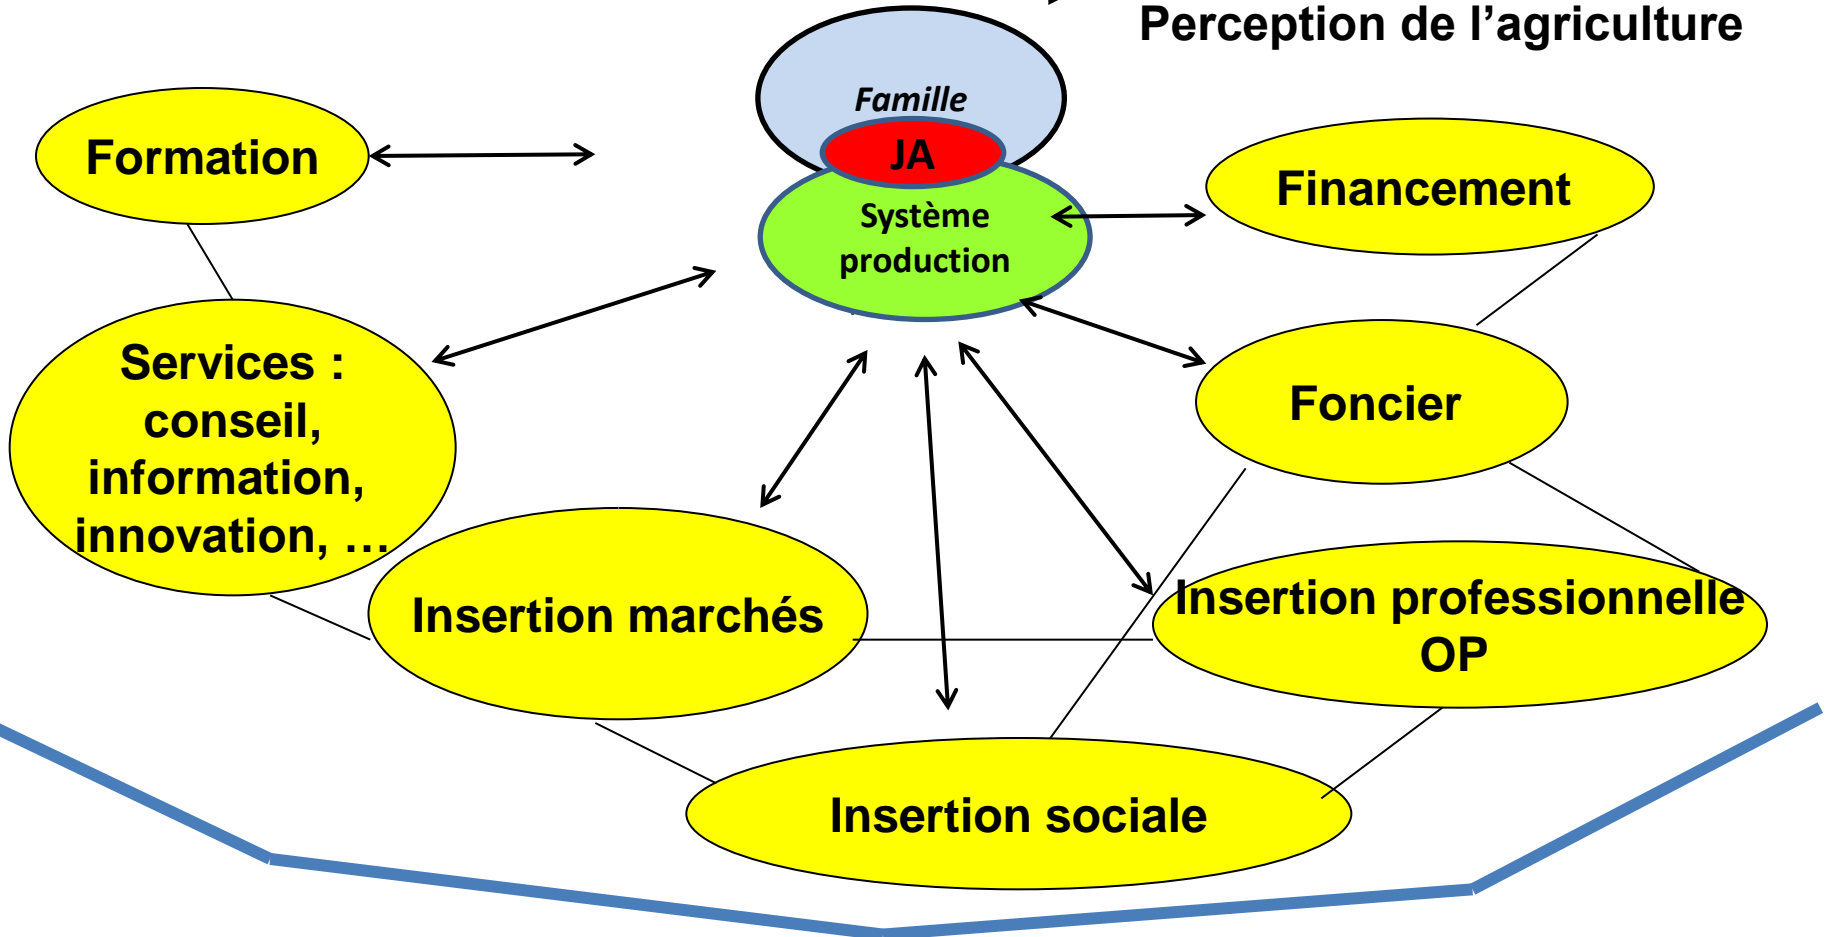 Perception de l’agriculture
Famille
JA
Système
production
Formation
Financement
Services :
conseil,
information,
innovation, …
Foncier
Insertion marchés
Insertion professionnelle
OP
Insertion sociale